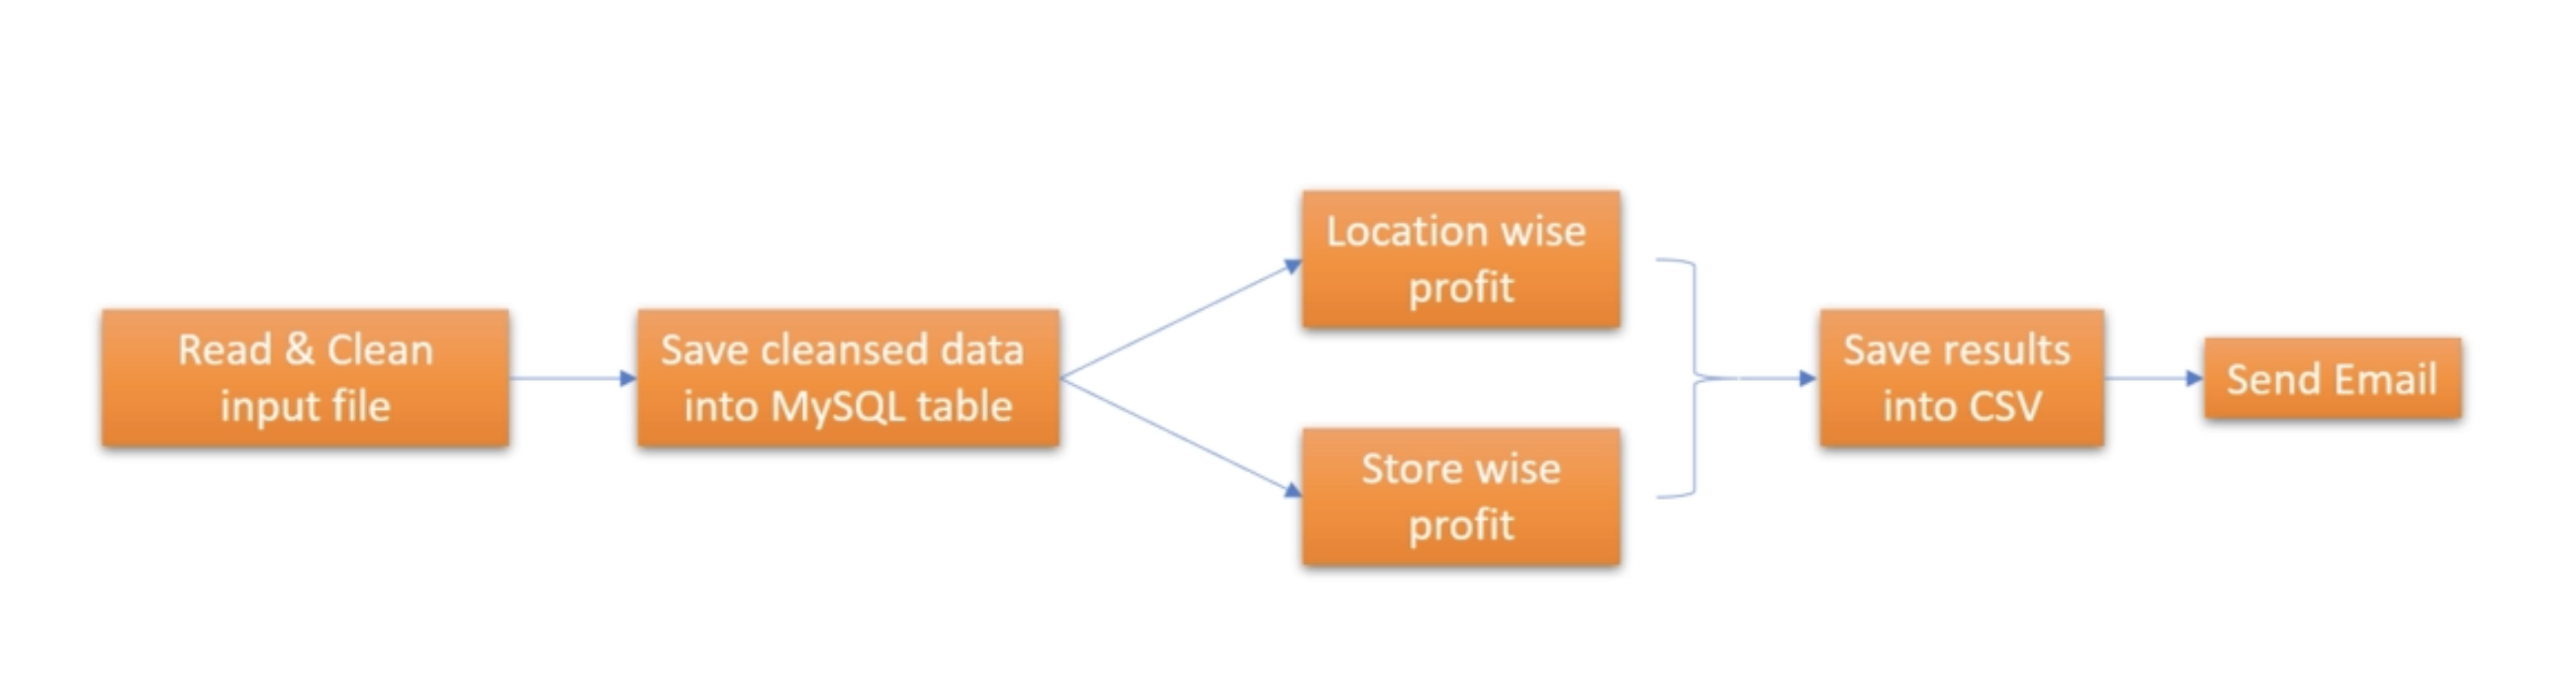 Read & Clean
input file
Save cleansed data
into MySQL table
Location wise
profit
Store wise
profit
Save results
into CSV
Send Email